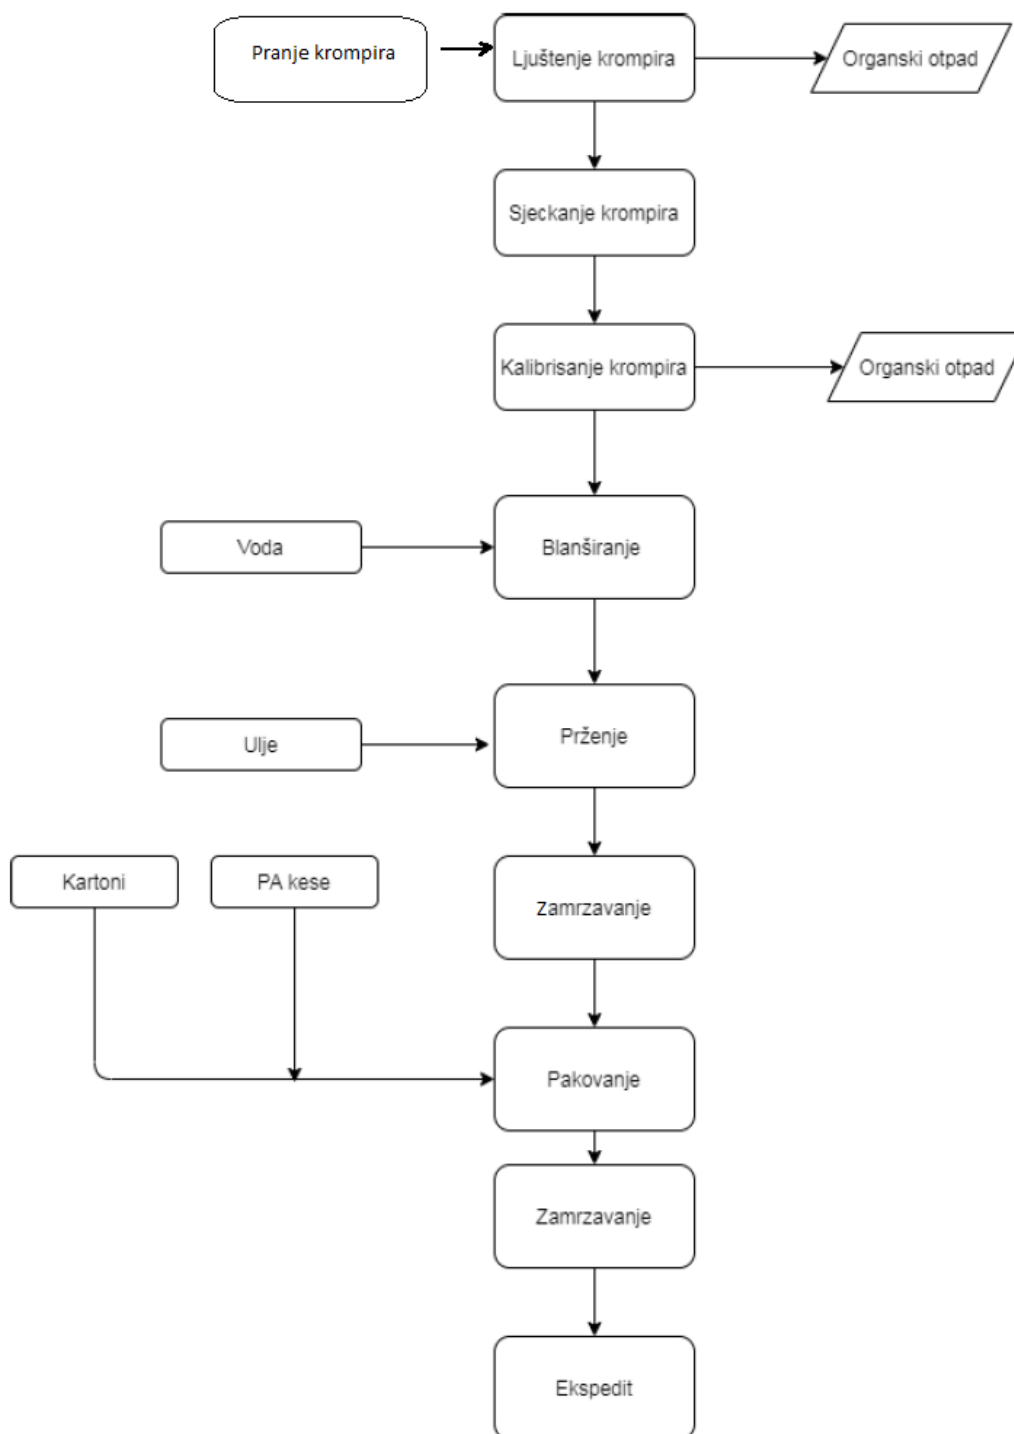 Pranje krompira
Ljuštenje krompira
Organski otpad
Sjeckanje krompira
Kalibrisanje krompira
Organski otpad
Voda
Blanširanje
Ulje
Prženje
Kartoni
PA kese
Zamrzavanje
Pakovanje
Zamrzavanje
Ekspedit